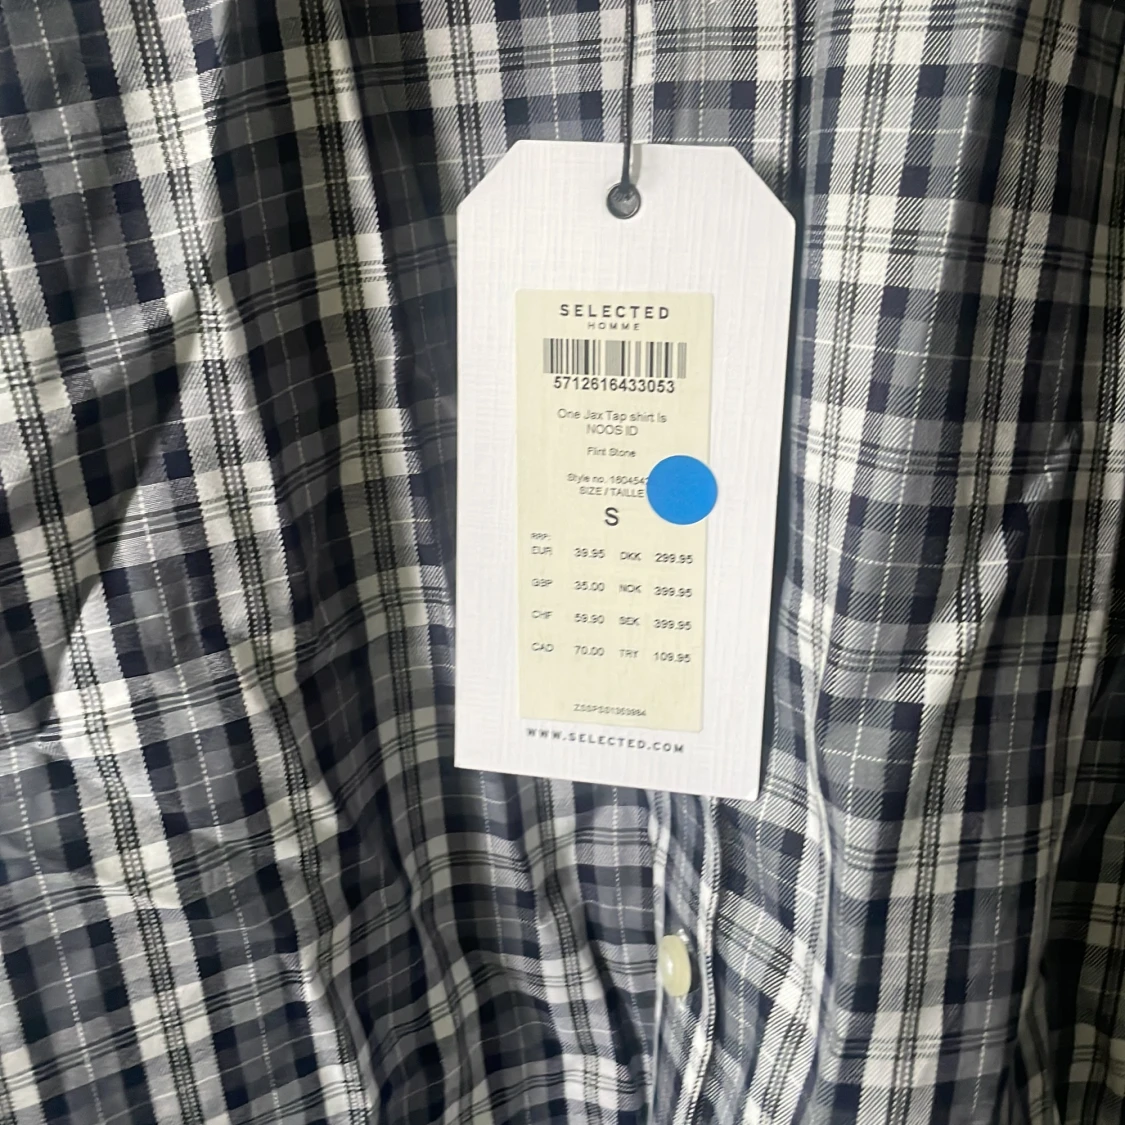 SELECTED
HOMME
5712616433053
One Jax Tap shirt ls
NOOS ID
Flint Stone
Style no. 1604542
SIZE / TAILLE
S
RRP:
EUR 39.95 DKK 299.95
GBP 35.00 NOK 399.95
CHF 59.90 SEK 399.95
CAD 70.00 TRY 109.95
WWW.SELECTED.COM